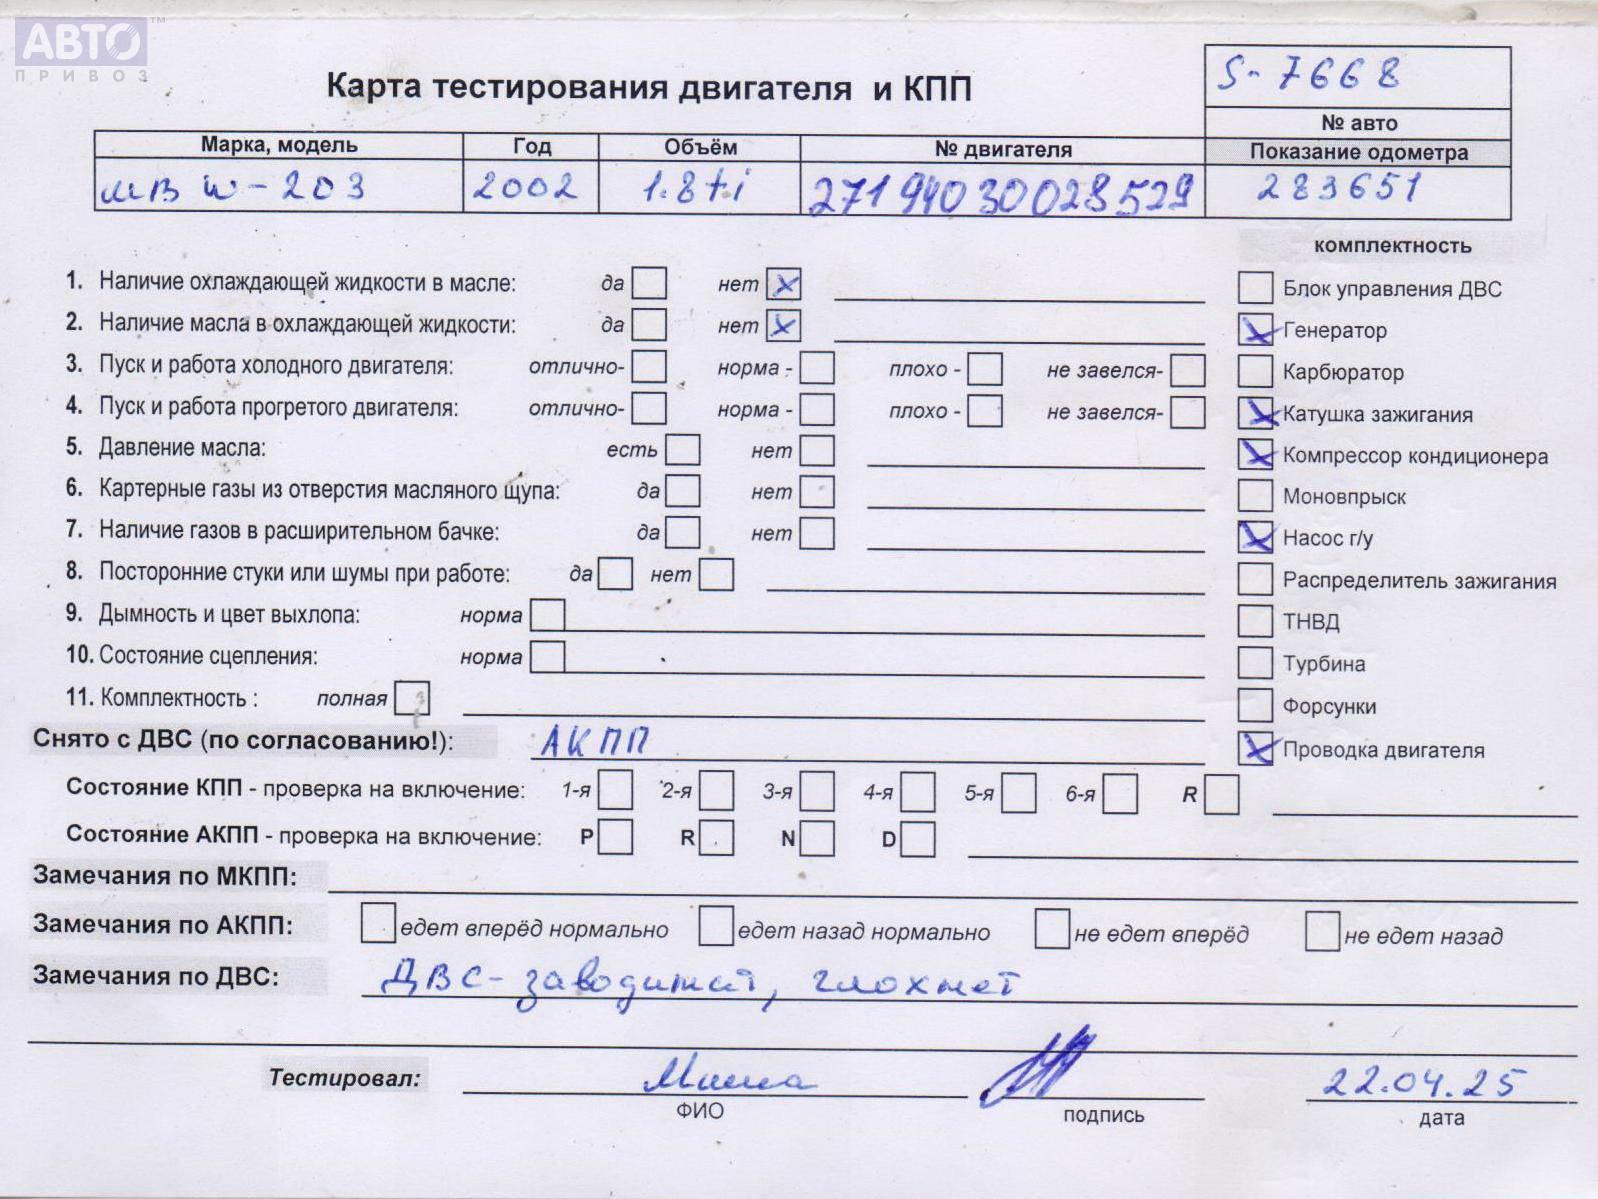 АВТО ™
ПРИВОЗ
Карта тестирования двигателя и КПП
S-7668
№ авто
Марка, модель Год Объём № двигателя Показание одометра
МВ W-203 2002 1.8ti 27194030028529 283651
комплектность
1. Наличие охлаждающей жидкости в масле: да нет X
2. Наличие масла в охлаждающей жидкости: да нет X
3. Пуск и работа холодного двигателя: отлично- норма - плохо - не завелся-
4. Пуск и работа прогретого двигателя: отлично- норма - плохо - не завелся-
5. Давление масла: есть нет
6. Картерные газы из отверстия масляного щупа: да нет
7. Наличие газов в расширительном бачке: да нет
8. Посторонние стуки или шумы при работе: да нет
9. Дымность и цвет выхлопа: норма
10. Состояние сцепления: норма
11. Комплектность : полная
Блок управления ДВС
X Генератор
Карбюратор
X Катушка зажигания
X Компрессор кондиционера
Моновпрыск
X Насос г/у
Распределитель зажигания
ТНВД
Турбина
Форсунки
X Проводка двигателя
Снято с ДВС (по согласованию!): АКПП
Состояние КПП - проверка на включение: 1-я 2-я 3-я 4-я 5-я 6-я R
Состояние АКПП - проверка на включение: P R N D
Замечания по МКПП:
Замечания по АКПП: едет вперёд нормально едет назад нормально не едет вперёд не едет назад
Замечания по ДВС: ДВС-заводится, глохнет
Тестировал: Миша 22.04.25
ФИО подпись дата